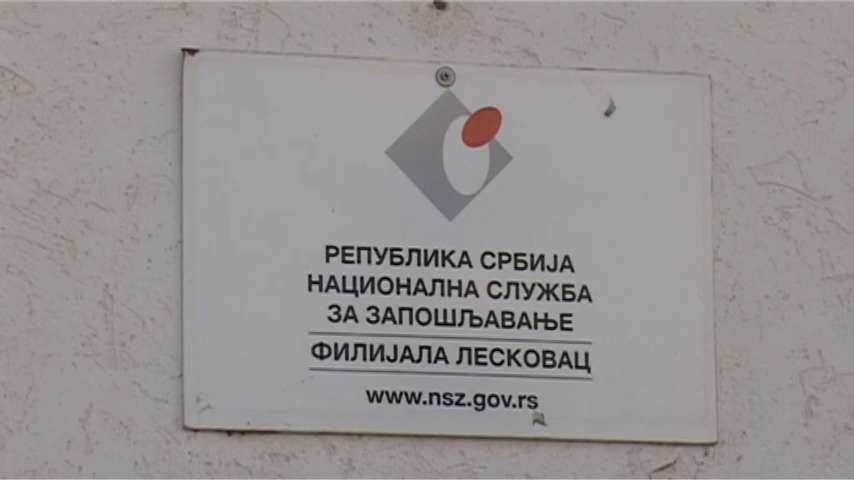 РЕПУБЛИКА СРБИЈА
НАЦИОНАЛНА СЛУЖБА
ЗА ЗАПОШЉАВАЊЕ
ФИЛИЈАЛА ЛЕСКОВАЦ
www.nsz.gov.rs